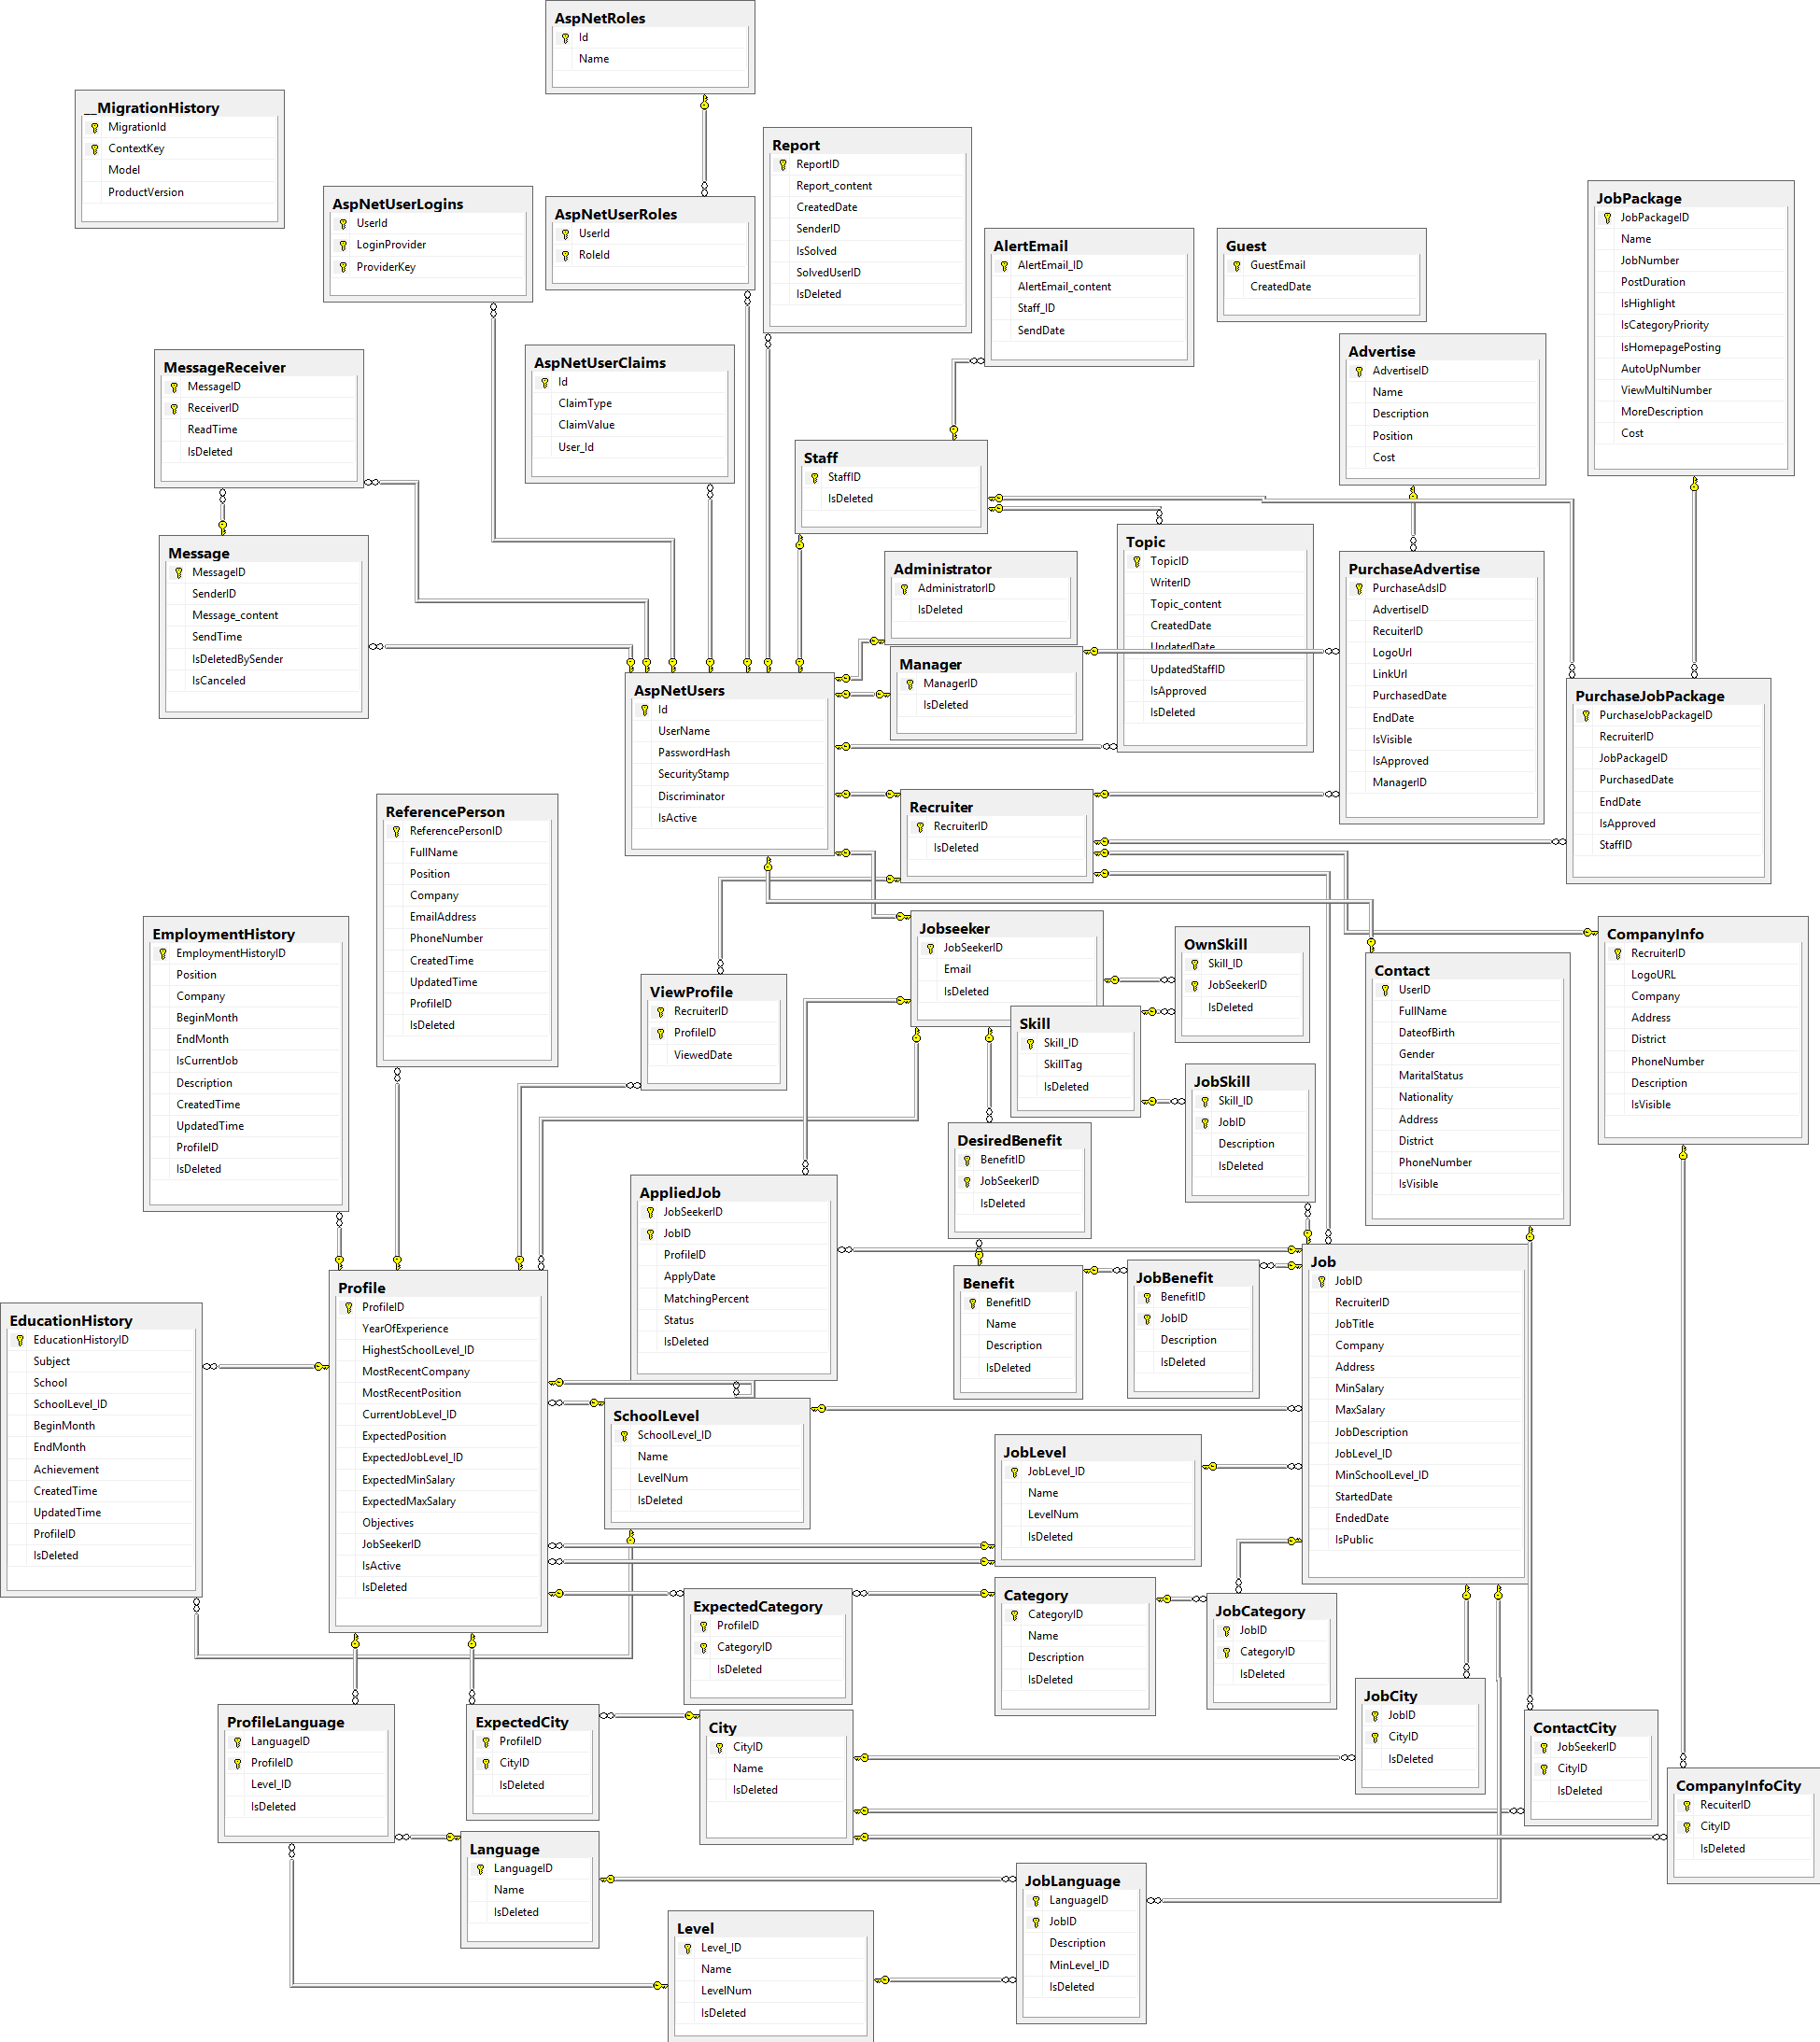 AspNetRoles
Id
Name
__MigrationHistory
MigrationId
ContextKey
Model
ProductVersion
Report
ReportID
Report_content
CreatedDate
SenderID
IsSolved
SolvedUserID
IsDeleted
AspNetUserLogins
UserId
LoginProvider
ProviderKey
AspNetUserRoles
UserId
RoleId
JobPackage
JobPackageID
Name
JobNumber
PostDuration
IsHighlight
IsCategoryPriority
IsHomepagePosting
AutoUpNumber
ViewMultiNumber
MoreDescription
Cost
AlertEmail
AlertEmail_ID
AlertEmail_content
Staff_ID
SendDate
Guest
GuestEmail
CreatedDate
Advertise
AdvertiseID
Name
Description
Position
Cost
MessageReceiver
MessageID
ReceiverID
ReadTime
IsDeleted
AspNetUserClaims
Id
ClaimType
ClaimValue
User_Id
Staff
StaffID
IsDeleted
Message
MessageID
SenderID
Message_content
SendTime
IsDeletedBySender
IsCanceled
Administrator
AdministratorID
IsDeleted
Topic
TopicID
WriterID
Topic_content
CreatedDate
UpdatedDate
UpdatedStaffID
IsApproved
IsDeleted
PurchaseAdvertise
PurchaseAdsID
AdvertiseID
RecuiterID
LogoUrl
LinkUrl
PurchasedDate
EndDate
IsVisible
IsApproved
ManagerID
Manager
ManagerID
IsDeleted
AspNetUsers
Id
UserName
PasswordHash
SecurityStamp
Discriminator
IsActive
PurchaseJobPackage
PurchaseJobPackageID
RecruiterID
JobPackageID
PurchasedDate
EndDate
IsApproved
StaffID
ReferencePerson
ReferencePersonID
FullName
Position
Company
EmailAddress
PhoneNumber
CreatedTime
UpdatedTime
ProfileID
IsDeleted
Recruiter
RecruiterID
IsDeleted
EmploymentHistory
EmploymentHistoryID
Position
Company
BeginMonth
EndMonth
IsCurrentJob
Description
CreatedTime
UpdatedTime
ProfileID
IsDeleted
Jobseeker
JobSeekerID
Email
IsDeleted
OwnSkill
Skill_ID
JobSeekerID
IsDeleted
CompanyInfo
RecruiterID
LogoURL
Company
Address
District
PhoneNumber
Description
IsVisible
Contact
UserID
FullName
DateofBirth
Gender
MaritalStatus
Nationality
Address
District
PhoneNumber
IsVisible
ViewProfile
RecruiterID
ProfileID
ViewedDate
Skill
Skill_ID
SkillTag
IsDeleted
JobSkill
Skill_ID
JobID
Description
IsDeleted
DesiredBenefit
BenefitID
JobSeekerID
IsDeleted
AppliedJob
JobSeekerID
JobID
ProfileID
ApplyDate
MatchingPercent
Status
IsDeleted
Job
JobID
RecruiterID
JobTitle
Company
Address
MinSalary
MaxSalary
JobDescription
JobLevel_ID
MinSchoolLevel_ID
StartedDate
EndedDate
IsPublic
Benefit
BenefitID
Name
Description
IsDeleted
JobBenefit
BenefitID
JobID
Description
IsDeleted
Profile
ProfileID
YearOfExperience
HighestSchoolLevel_ID
MostRecentCompany
MostRecentPosition
CurrentJobLevel_ID
ExpectedPosition
ExpectedJobLevel_ID
ExpectedMinSalary
ExpectedMaxSalary
Objectives
JobSeekerID
IsActive
IsDeleted
EducationHistory
EducationHistoryID
Subject
School
SchoolLevel_ID
BeginMonth
EndMonth
Achievement
CreatedTime
UpdatedTime
ProfileID
IsDeleted
SchoolLevel
SchoolLevel_ID
Name
LevelNum
IsDeleted
JobLevel
JobLevel_ID
Name
LevelNum
IsDeleted
ExpectedCategory
ProfileID
CategoryID
IsDeleted
Category
CategoryID
Name
Description
IsDeleted
JobCategory
JobID
CategoryID
IsDeleted
JobCity
JobID
CityID
IsDeleted
ProfileLanguage
LanguageID
ProfileID
Level_ID
IsDeleted
ExpectedCity
ProfileID
CityID
IsDeleted
City
CityID
Name
IsDeleted
ContactCity
JobSeekerID
CityID
IsDeleted
CompanyInfoCity
RecuiterID
CityID
IsDeleted
Language
LanguageID
Name
IsDeleted
JobLanguage
LanguageID
JobID
Description
MinLevel_ID
IsDeleted
Level
Level_ID
Name
LevelNum
IsDeleted